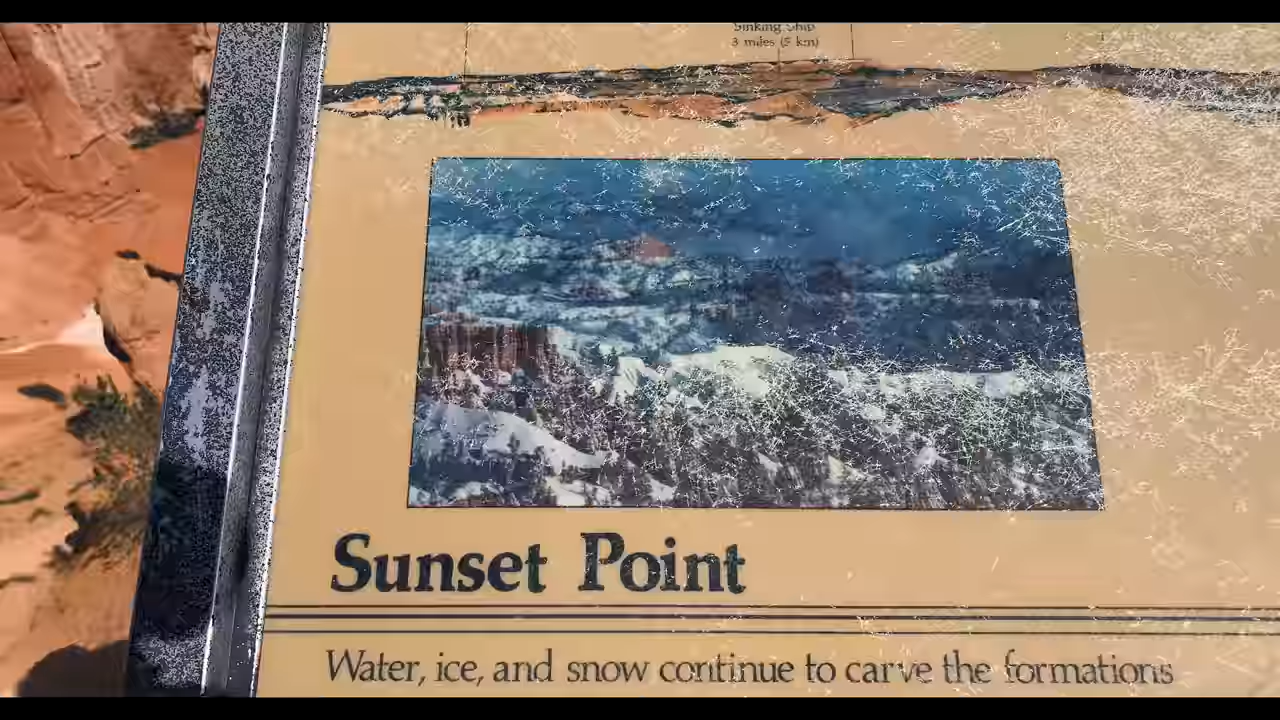 Sinking Ship
3 miles (5 km)
Sunset Point
Water, ice, and snow continue to carve the formations